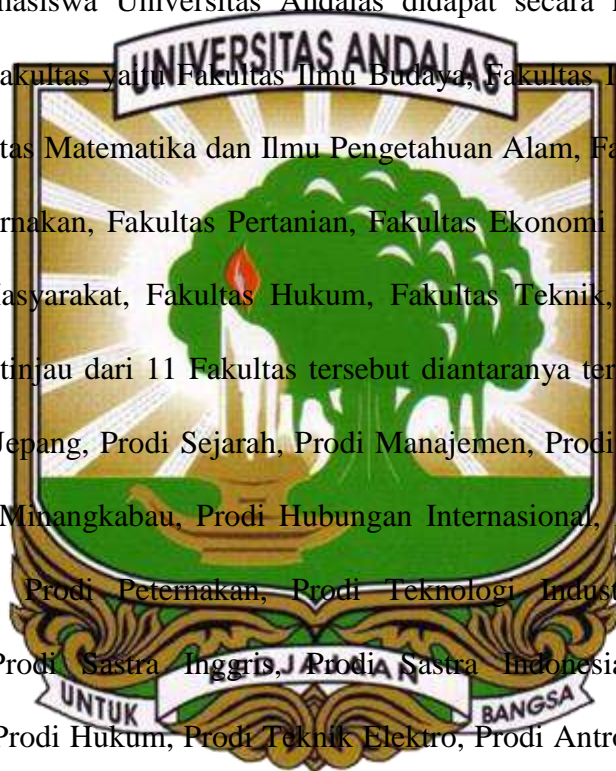 hasiswa Universitas Andalas didapat secara
UNIVERSITAS ANDALAS
akultas yaitu Fakultas Ilmu Budaya, Fakultas I
tas Matematika dan Ilmu Pengetahuan Alam, Fa
rnakan, Fakultas Pertanian, Fakultas Ekonomi
Masyarakat, Fakultas Hukum, Fakultas Teknik,
tinjau dari 11 Fakultas tersebut diantaranya ter
Jepang, Prodi Sejarah, Prodi Manajemen, Prodi
Minangkabau, Prodi Hubungan Internasional,
Prodi Peternakan, Prodi Teknologi Indust
Prodi Sastra Inggris, Prodi Sastra Indonesia
KEDJAJAAN
UNTUK BANGSA
Prodi Hukum, Prodi Teknik Elektro, Prodi Antro